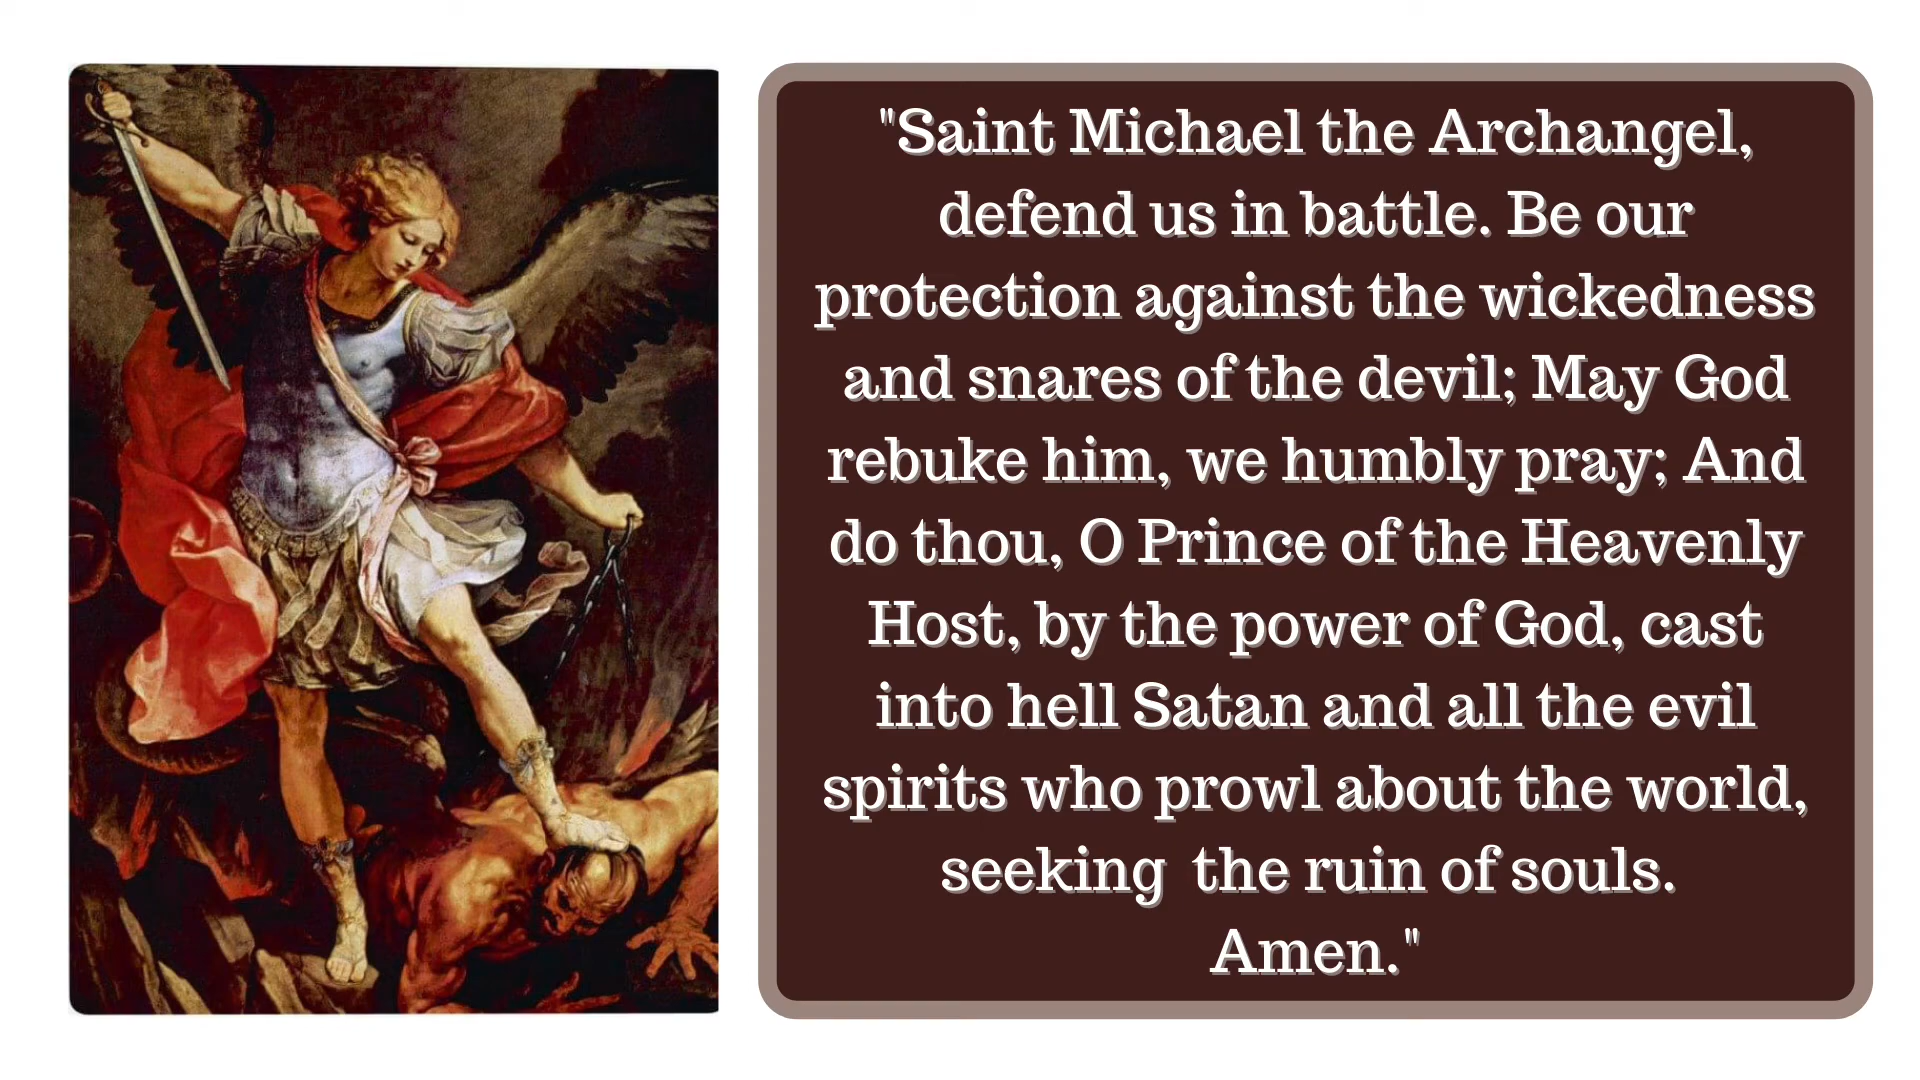 "Saint Michael the Archangel,
defend us in battle. Be our
protection against the wickedness
and snares of the devil; May God
rebuke him, we humbly pray; And
do thou, O Prince of the Heavenly
Host, by the power of God, cast
into hell Satan and all the evil
spirits who prowl about the world,
seeking  the ruin of souls.
Amen."